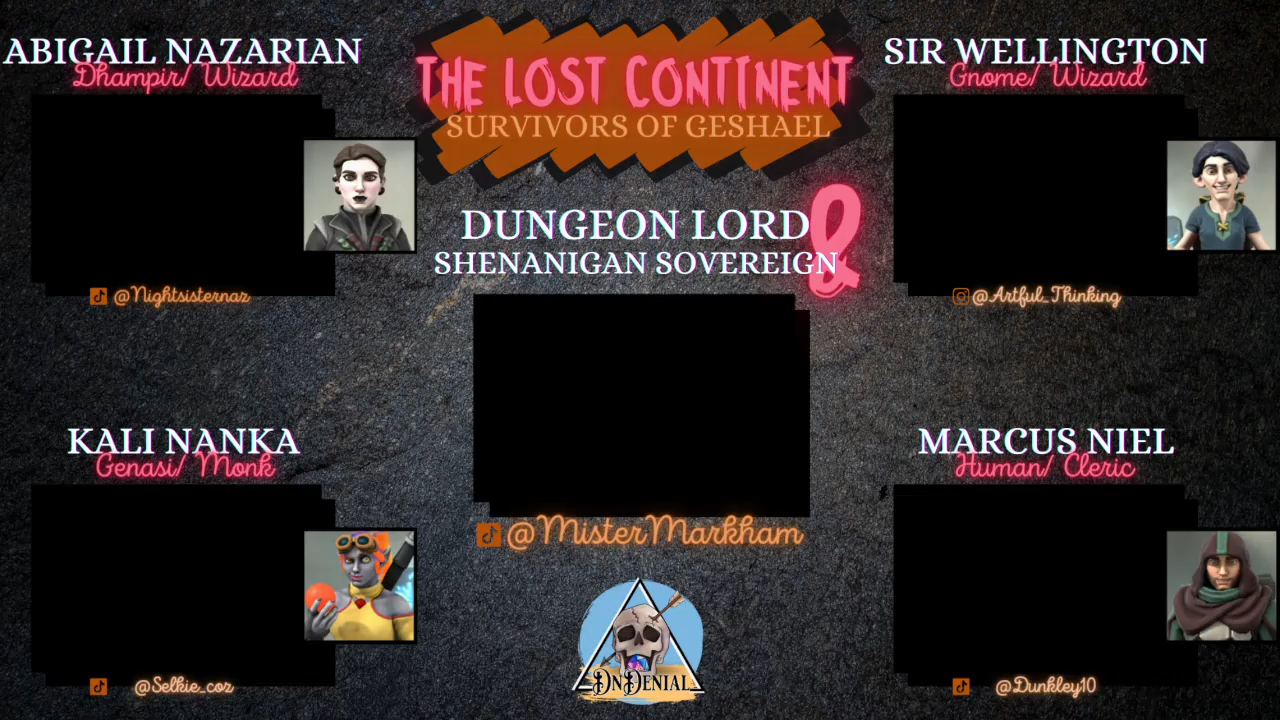 ABIGAIL NAZARIAN
Dhampir/ Wizard
@Nightsisternaz
THE LOST CONTINENT
SURVIVORS OF GESHAEL
DUNGEON LORD
&
SHENANIGAN SOVEREIGN
@MisterMarkham
SIR WELLINGTON
Gnome/ Wizard
@Artful_Thinking
KALI NANKA
Genasi/ Monk
@Selkie_coz
MARCUS NIEL
Human/ Cleric
@Dunkley10
DNDENIAL